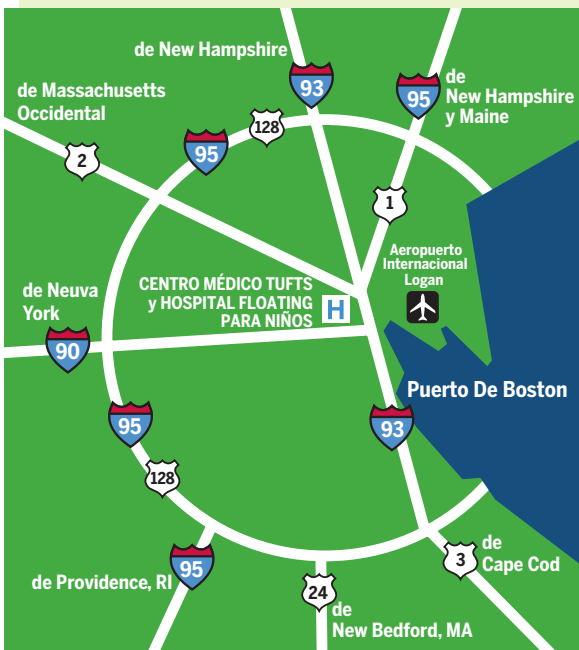 de New Hampshire
93
de Massachusetts
Occidental
95
de
New Hampshire
y Maine
128
95
2
1
Aeropuerto
Internacional
Logan
CENTRO MÉDICO TUFTS
y HOSPITAL FLOATING
PARA NIÑOS
H
de Neuva
York
90
Puerto De Boston
95
93
128
de
Cape Cod
3
95
de Providence, RI
24
de
New Bedford, MA